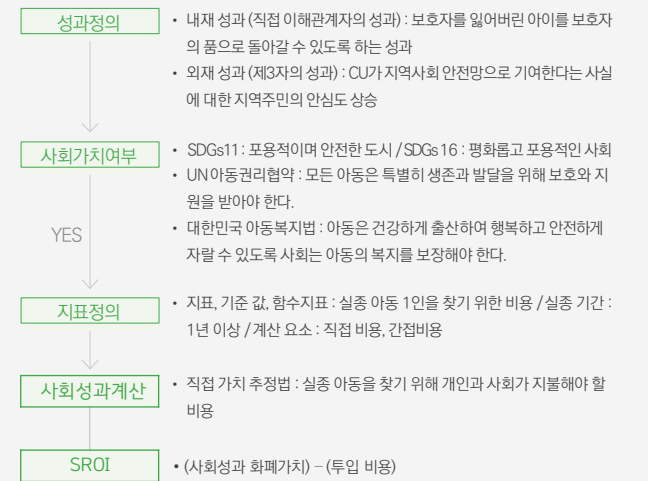 성과정의
• 내재 성과 (직접 이해관계자의 성과) : 보호자를 잃어버린 아이를 보호자
의 품으로 돌아갈 수 있도록 하는 성과
• 외재 성과 (제3자의 성과) : CU가 지역사회 안전망으로 기여한다는 사실
에 대한 지역주민의 안심도 상승
사회가치여부
• SDGs11 : 포용적이며 안전한 도시 / SDGs 16 : 평화롭고 포용적인 사회
• UN 아동권리협약 : 모든 아동은 특별히 생존과 발달을 위해 보호와 지
원을 받아야 한다.
• 대한민국 아동복지법 : 아동은 건강하게 출산하여 행복하고 안전하게
자랄 수 있도록 사회는 아동의 복지를 보장해야 한다.
YES
지표정의
• 지표, 기준 값, 함수지표 : 실종 아동 1인을 찾기 위한 비용 / 실종 기간 :
1년 이상 / 계산 요소 : 직접 비용, 간접비용
사회성과계산
• 직접 가치 추정법 : 실종 아동을 찾기 위해 개인과 사회가 지불해야 할
비용
SROI
• (사회성과 화폐가치) – (투입 비용)